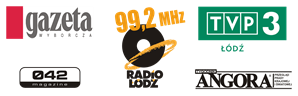 gazeta
WYBORCZA
99,2 MHz
RADIO
ŁÓDŹ
TVP 3
ŁÓDŹ
042
magazine
ANGORA